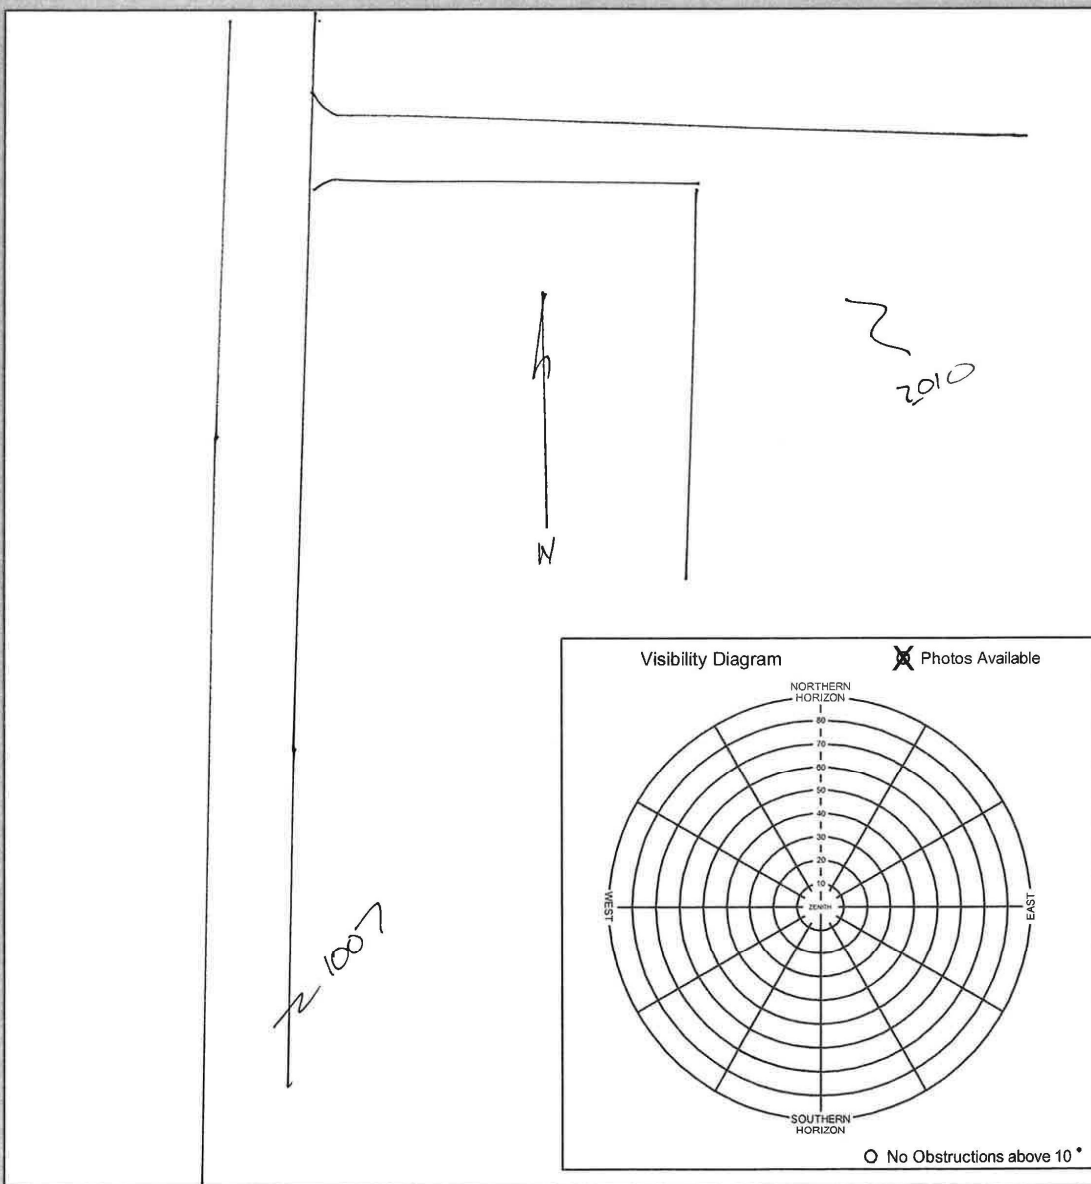 2010
N
Visibility Diagram
Photos Available
NORTHERN
HORIZON
80
70
60
50
40
30
20
10
ZENITH
WEST
EAST
SOUTHERN
HORIZON
No Obstructions above 10°
1007